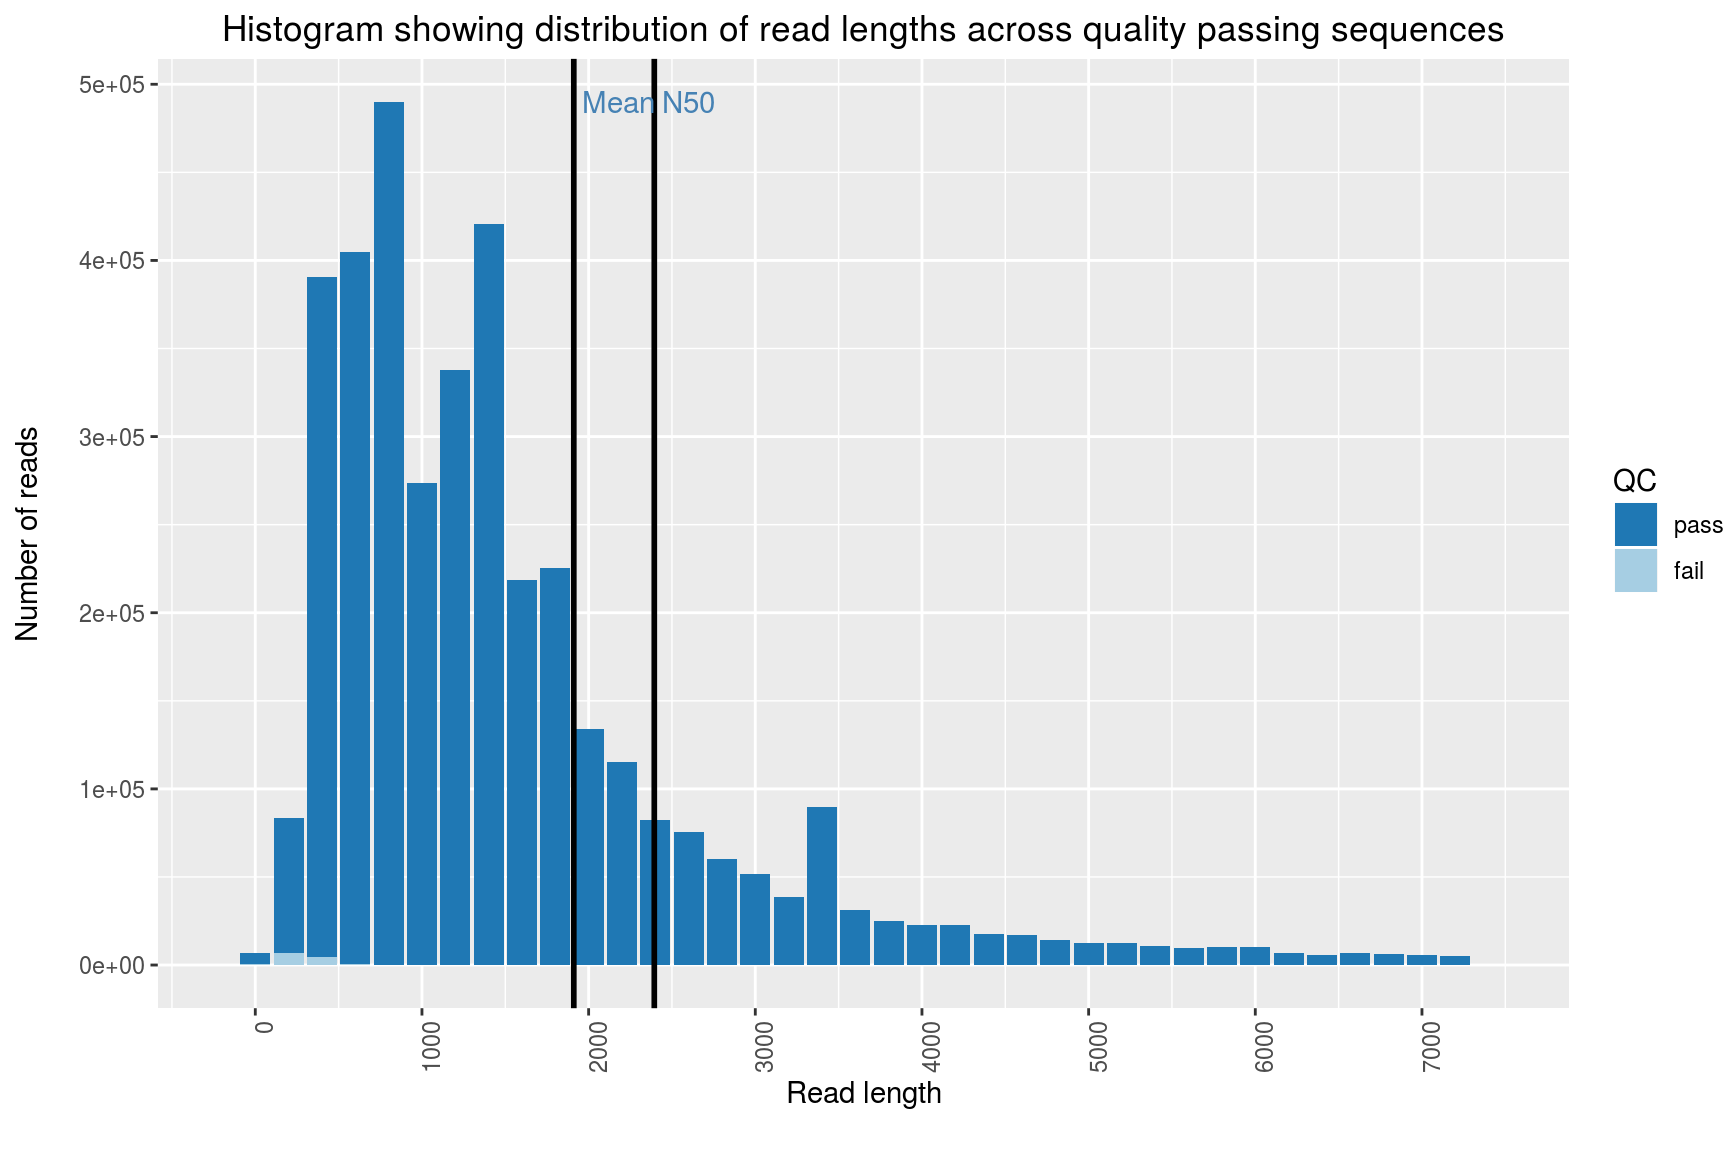 Histogram showing distribution of read lengths across quality passing sequences
5e+05
4e+05
3e+05
2e+05
1e+05
0e+00
Number of reads
Mean N50
0
1000
2000
3000
4000
5000
6000
7000
Read length
QC
pass
fail